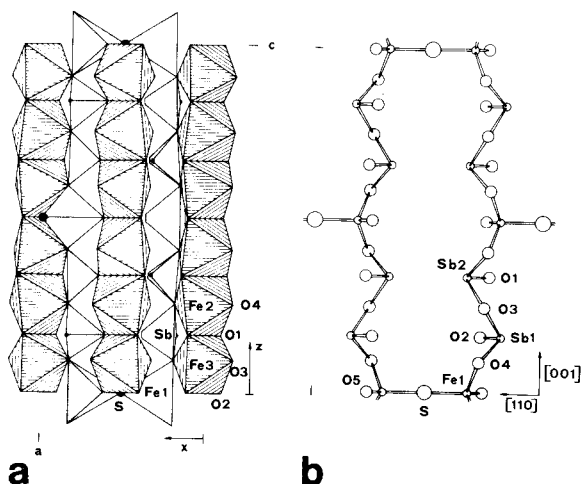 c
Fe2
O4
Sb
O1
z
Fe3
O3
Fe1
O2
S
a
x
a
Sb2
O1
O3
O2
Sb1
O4
[001]
O5
Fe1
[110]
S
b